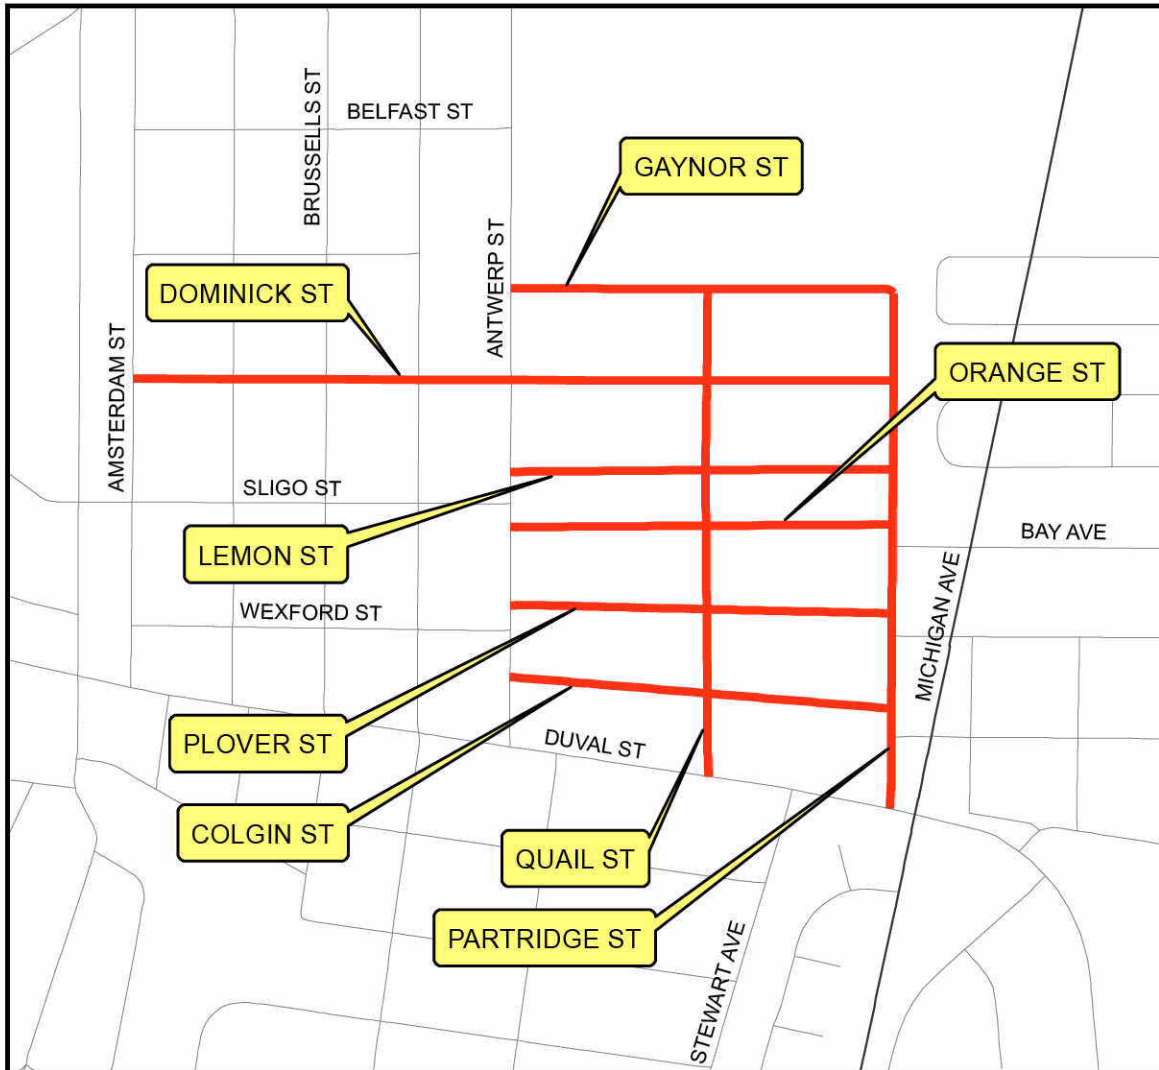 BRUSSELLS ST
BELFAST ST
GAYNOR ST
ANTWERP ST
DOMINICK ST
AMSTERDAM ST
ORANGE ST
SLIGO ST
LEMON ST
BAY AVE
MICHIGAN AVE
WEXFORD ST
PLOVER ST
DUVAL ST
COLGIN ST
QUAIL ST
PARTRIDGE ST
STEWART AVE